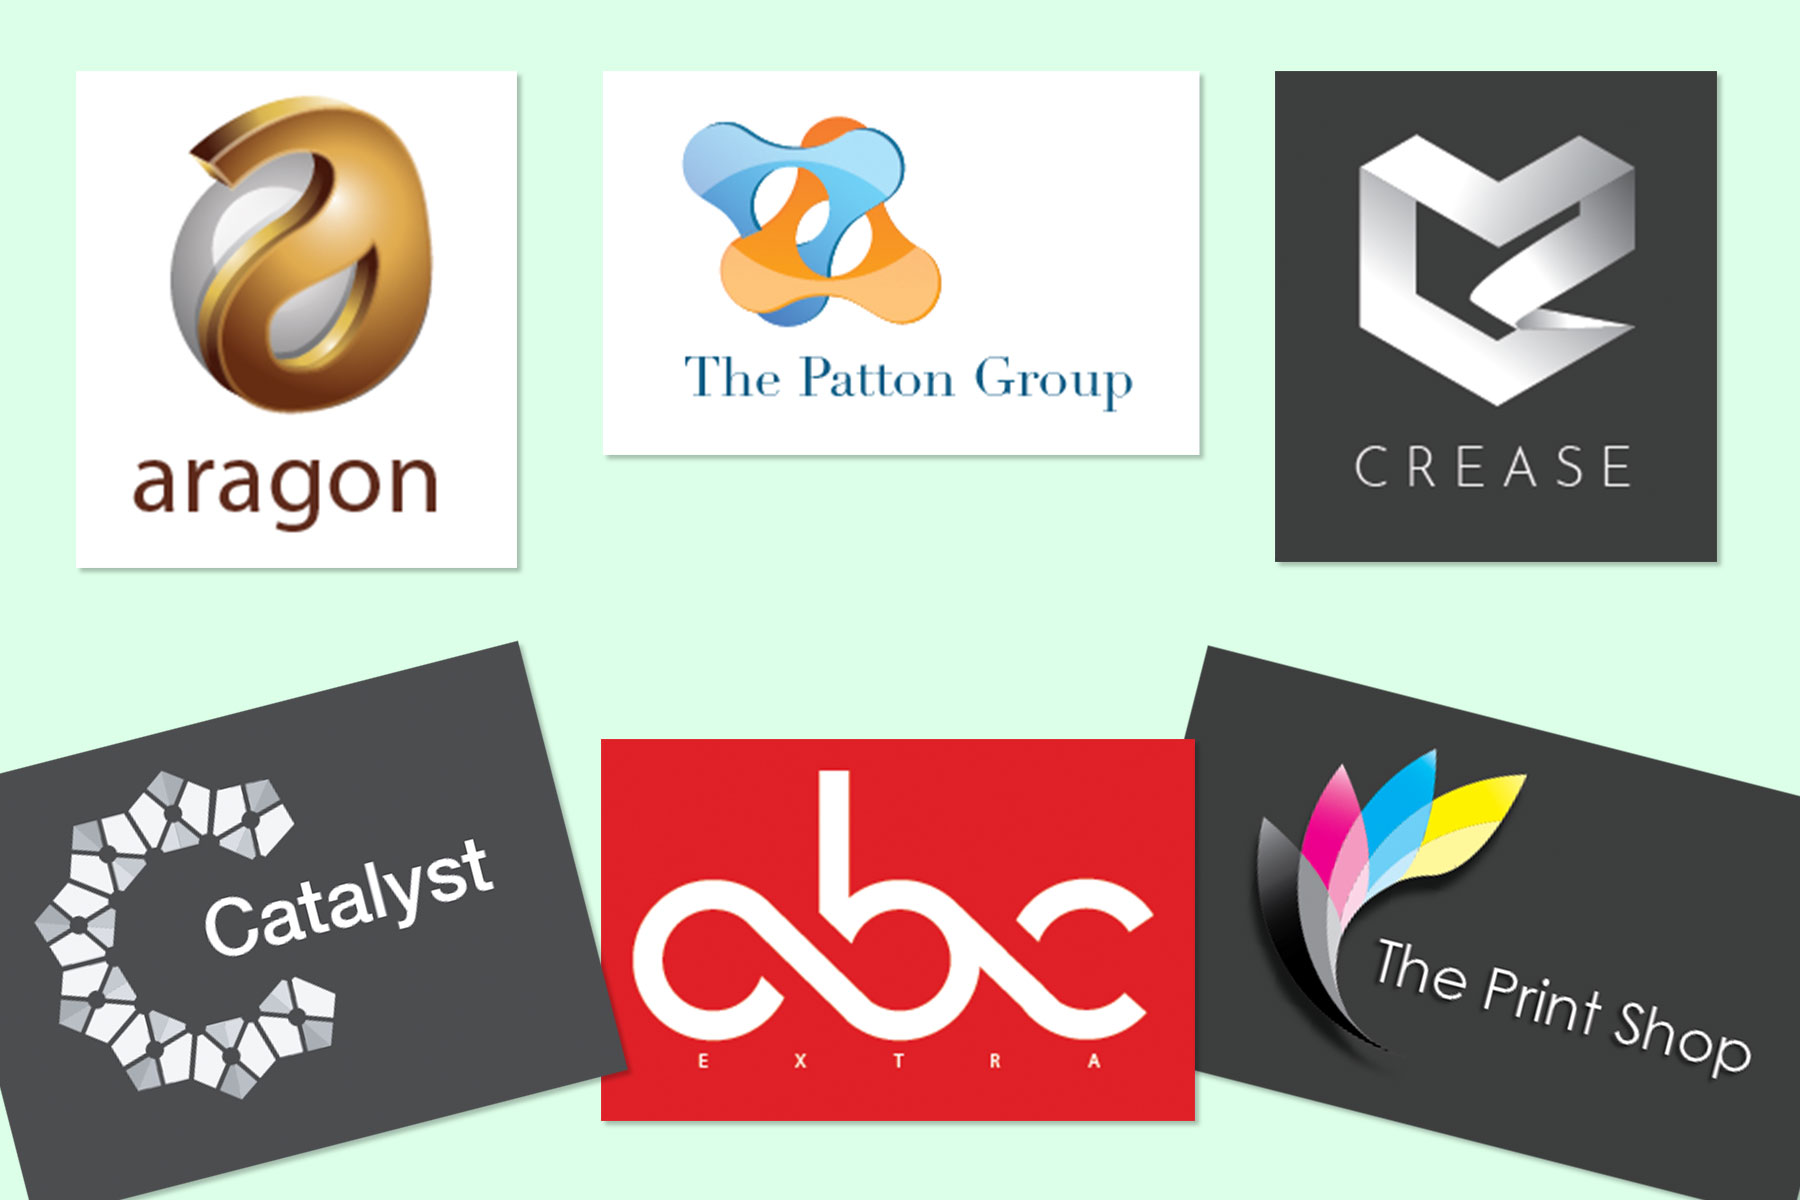 aragon
The Patton Group
CREASE
Catalyst
abc
EXTRA
The Print Shop